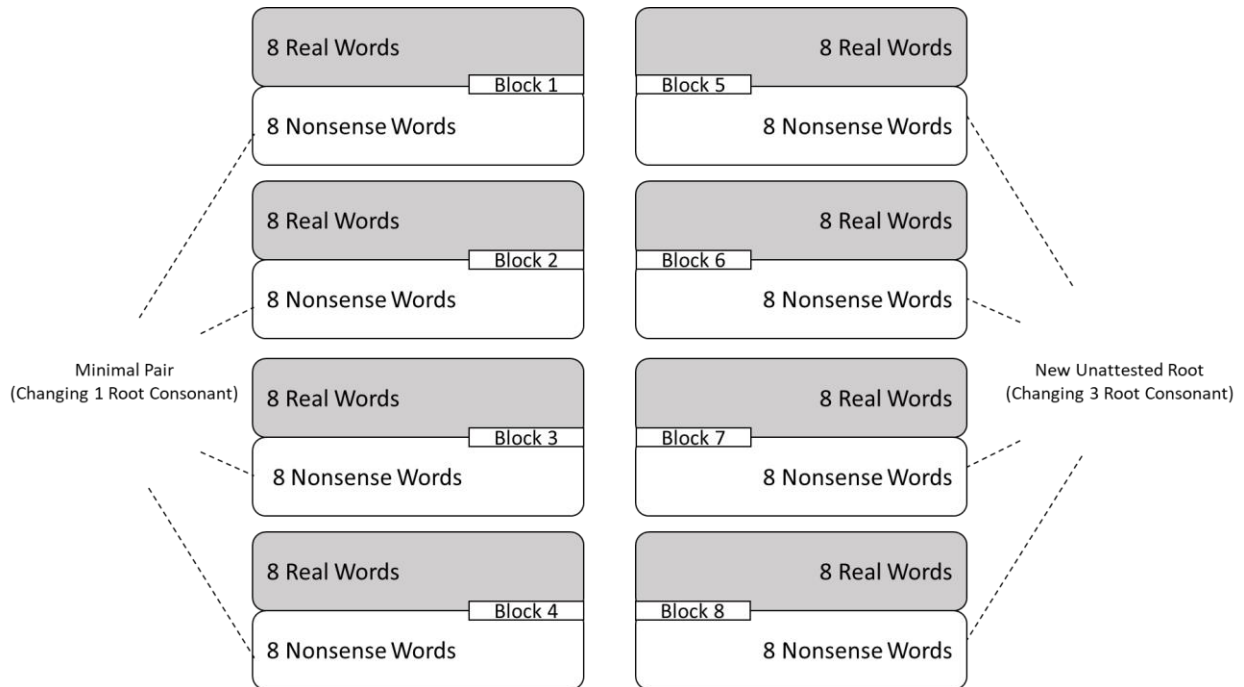 8 Real Words
Block 1
8 Nonsense Words
8 Real Words
Block 2
8 Nonsense Words
Minimal Pair
(Changing 1 Root Consonant)
8 Real Words
Block 3
8 Nonsense Words
8 Real Words
Block 4
8 Nonsense Words
8 Real Words
Block 5
8 Nonsense Words
8 Real Words
Block 6
8 Nonsense Words
New Unattested Root
(Changing 3 Root Consonant)
8 Real Words
Block 7
8 Nonsense Words
8 Real Words
Block 8
8 Nonsense Words